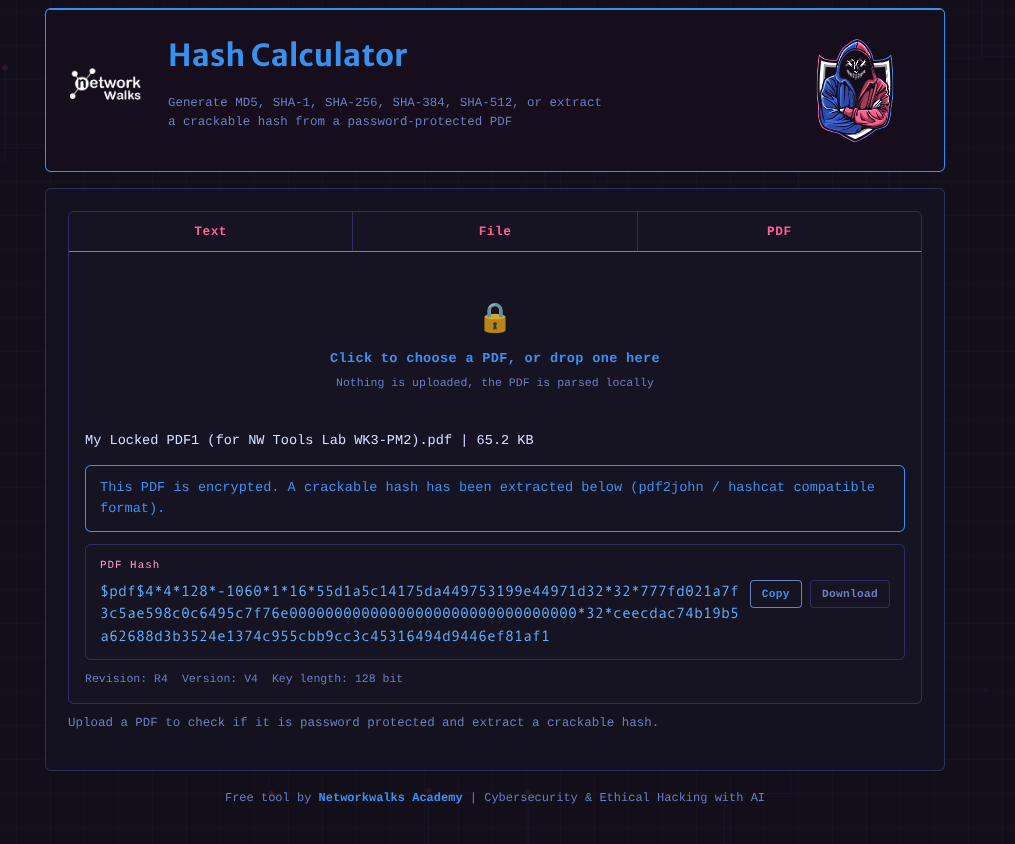 network
Walks
Hash Calculator
Generate MD5, SHA-1, SHA-256, SHA-384, SHA-512, or extract
a crackable hash from a password-protected PDF
Text File PDF
Click to choose a PDF, or drop one here
Nothing is uploaded, the PDF is parsed locally
My Locked PDF1 (for NW Tools Lab WK3-PM2).pdf | 65.2 KB
This PDF is encrypted. A crackable hash has been extracted below (pdf2john / hashcat compatible
format).
PDF Hash
$pdf$4*4*128*-1060*1*16*55d1a5c14175da449753199e44971d32*32*777fd021a7f
3c5ae598c0c6495c7f76e00000000000000000000000000000000*32*ceecdac74b19b5
a62688d3b3524e1374c955cbb9cc3c45316494d9446ef81af1
Copy Download
Revision: R4 Version: V4 Key length: 128 bit
Upload a PDF to check if it is password protected and extract a crackable hash.
Free tool by Networkwalks Academy | Cybersecurity & Ethical Hacking with AI